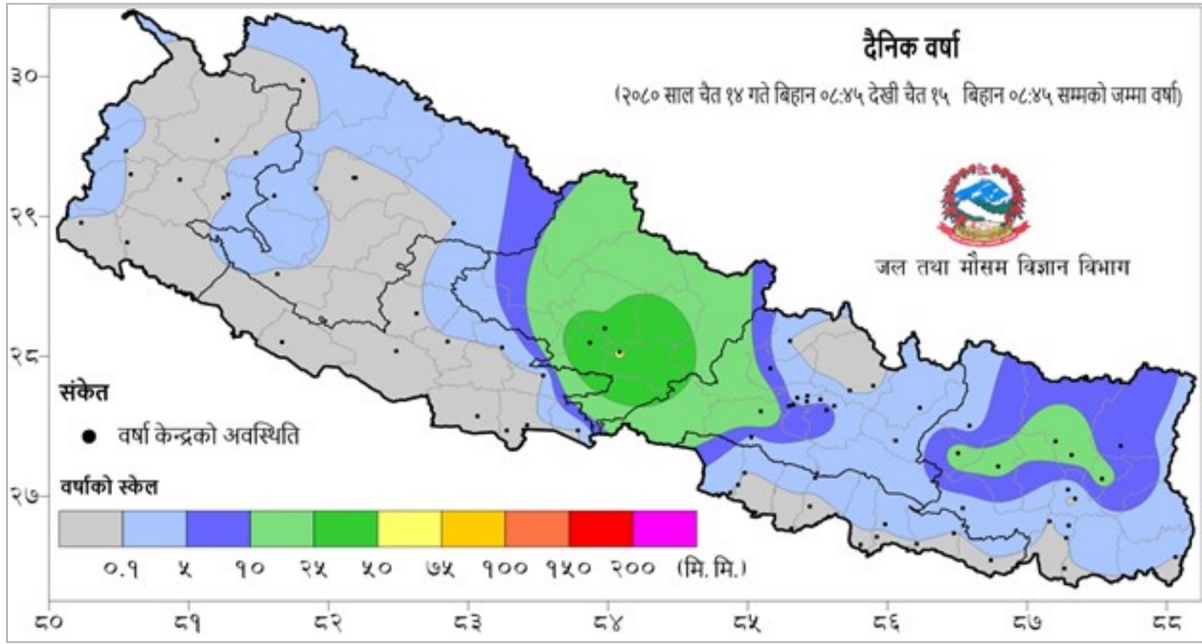 दैनिक वर्षा
(२०८० साल चैत १४ गते बिहान ०८:४५ देखी चैत १५ बिहान ०८:४५ सम्मको जम्मा वर्षा)
जल तथा मौसम विज्ञान विभाग
३०
२९
२८
२७
संकेत
वर्षा केन्द्रको अवस्थिति
वर्षाको स्केल
०.१ ५ १० २५ ५० ७५ १०० १५० २०० (मि.मि.)
८० ८१ ८२ ८३ ८४ ८५ ८६ ८७ ८८